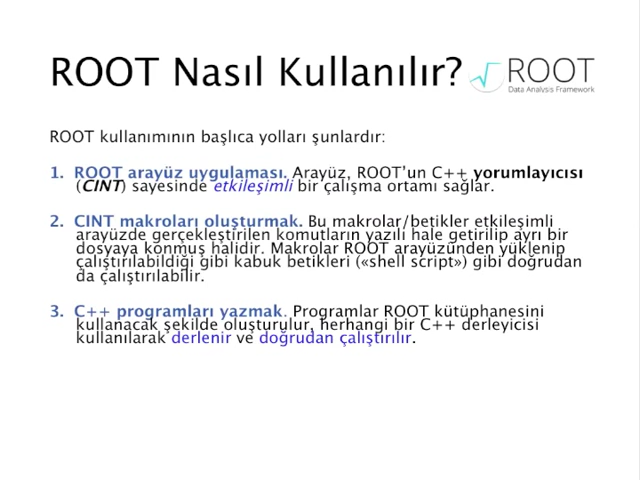 ROOT Nasıl Kullanılır?
ROOT
Data Analysis Framework
ROOT kullanımının başlıca yolları şunlardır:
1. ROOT arayüz uygulaması. Arayüz, ROOT'un C++ yorumlayıcısı
(CINT) sayesinde etkileşimli bir çalışma ortamı sağlar.
2. CINT makroları oluşturmak. Bu makrolar/betikler etkileşimli
arayüzde gerçekleştirilen komutların yazılı hale getirilip ayrı bir
dosyaya konmuş halidir. Makrolar ROOT arayüzünden yüklenip
çalıştırılabildiği gibi kabuk betikleri («shell script») gibi doğrudan
da çalıştırılabilir.
3. C++ programları yazmak. Programlar ROOT kütüphanesini
kullanacak şekilde oluşturulur, herhangi bir C++ derleyicisi
kullanılarak derlenir ve doğrudan çalıştırılır.